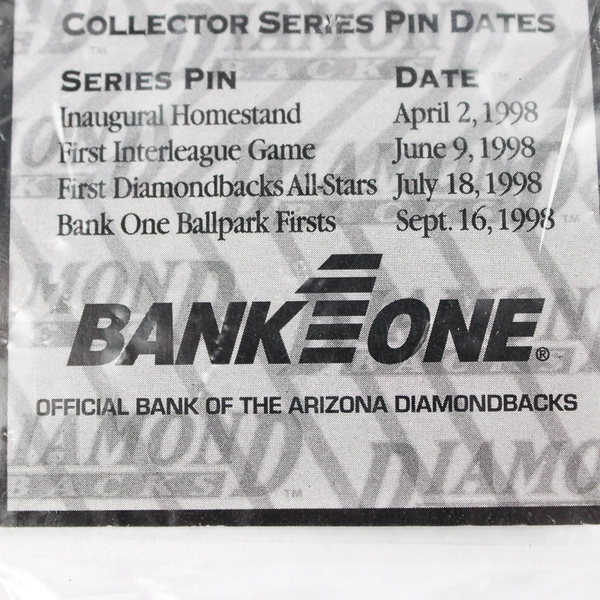 COLLECTOR SERIES PIN DATES
SERIES PIN DATE
Inaugural Homestand April 2, 1998
First Interleague Game June 9, 1998
First Diamondbacks All-Stars July 18, 1998
Bank One Ballpark Firsts Sept. 16, 1998
BANK ONE®
OFFICIAL BANK OF THE ARIZONA DIAMONDBACKS
DIAMOND
BACKS